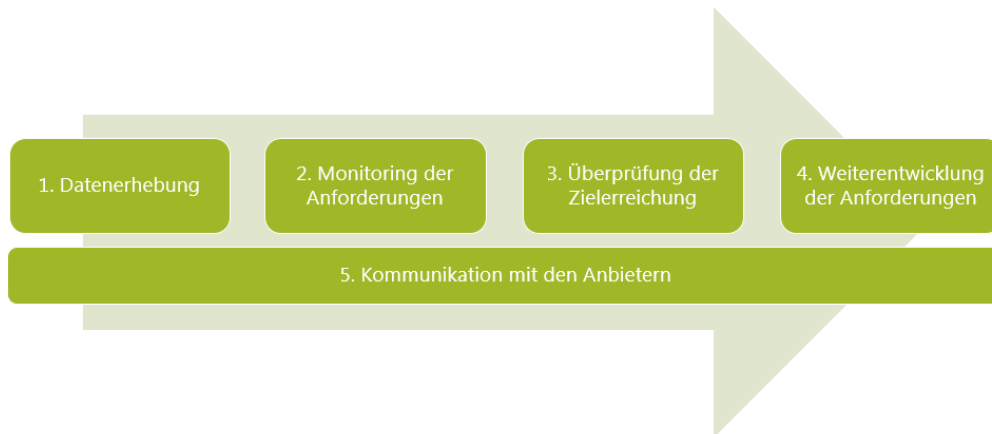 1. Datenerhebung
2. Monitoring der
Anforderungen
3. Überprüfung der
Zielerreichung
4. Weiterentwicklung
der Anforderungen
5. Kommunikation mit den Anbietern